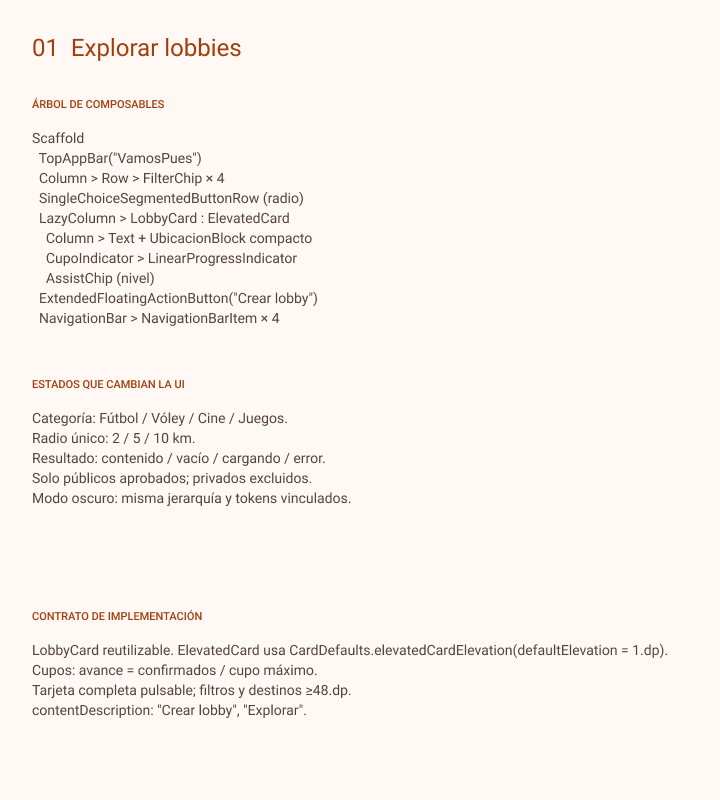 01 Explorar lobbies
ÁRBOL DE COMPOSABLES
Scaffold
TopAppBar("VamosPues")
Column > Row > FilterChip × 4
SingleChoiceSegmentedButtonRow (radio)
LazyColumn > LobbyCard : ElevatedCard
Column > Text + UbicacionBlock compacto
CupoIndicator > LinearProgressIndicator
AssistChip (nivel)
ExtendedFloatingActionButton("Crear lobby")
NavigationBar > NavigationBarItem × 4
ESTADOS QUE CAMBIAN LA UI
Categoría: Fútbol / Vóley / Cine / Juegos.
Radio único: 2 / 5 / 10 km.
Resultado: contenido / vacío / cargando / error.
Solo públicos aprobados; privados excluidos.
Modo oscuro: misma jerarquía y tokens vinculados.
CONTRATO DE IMPLEMENTACIÓN
LobbyCard reutilizable. ElevatedCard usa CardDefaults.elevatedCardElevation(defaultElevation = 1.dp).
Cupos: avance = confirmados / cupo máximo.
Tarjeta completa pulsable; filtros y destinos ≥48.dp.
contentDescription: "Crear lobby", "Explorar".